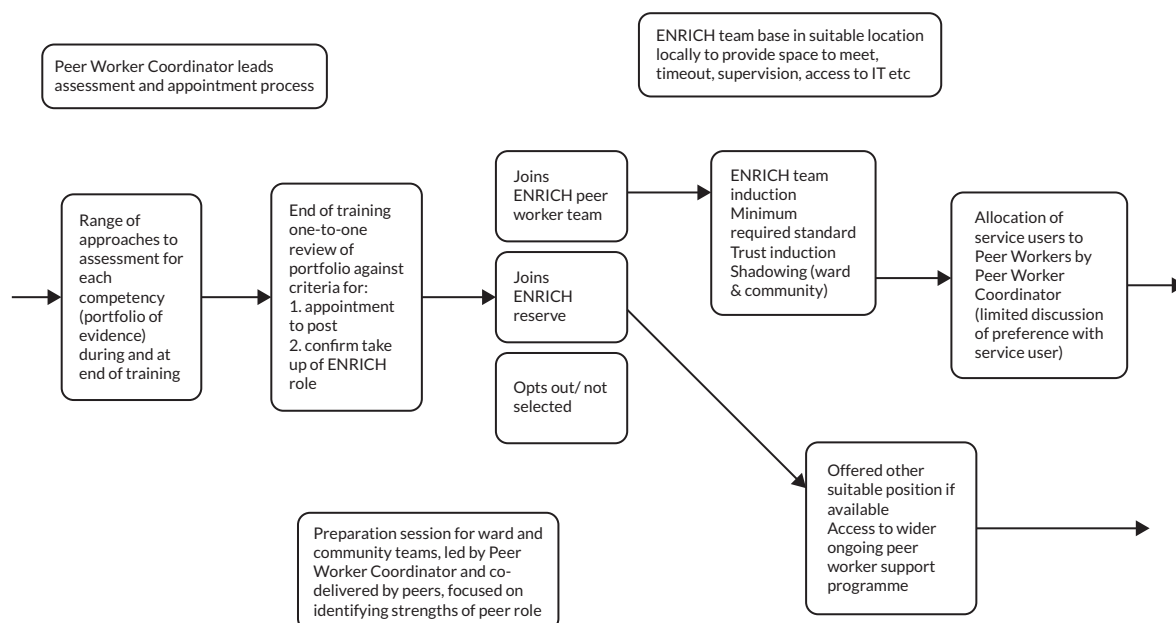 Peer Worker Coordinator leads
assessment and appointment process
ENRICH team base in suitable location
locally to provide space to meet,
timeout, supervision, access to IT etc
Range of
approaches to
assessment for
each
competency
(portfolio of
evidence)
during and at
end of training
End of training
one-to-one
review of
portfolio against
criteria for:
1. appointment
to post
2. confirm take
up of ENRICH
role
Joins
ENRICH peer
worker team
Joins
ENRICH
reserve
Opts out/ not
selected
ENRICH team
induction
Minimum
required standard
Trust induction
Shadowing (ward
& community)
Allocation of
service users to
Peer Workers by
Peer Worker
Coordinator
(limited discussion
of preference with
service user)
Offered other
suitable position if
available
Access to wider
ongoing peer
worker support
programme
Preparation session for ward and
community teams, led by Peer
Worker Coordinator and co-
delivered by peers, focused on
identifying strengths of peer role